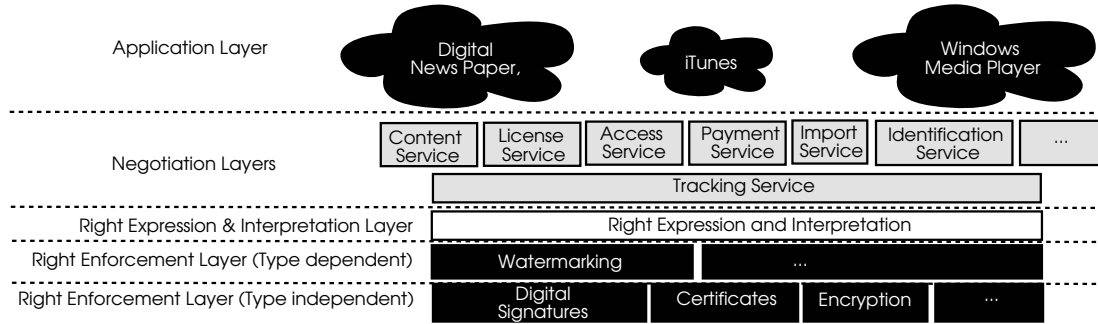 Application Layer
Digital
News Paper,
iTunes
Windows
Media Player
Negotiation Layers
Content
Service
License
Service
Access
Service
Payment
Service
Import
Service
Identification
Service
...
Tracking Service
Right Expression & Interpretation Layer
Right Expression and Interpretation
Right Enforcement Layer (Type dependent)
Watermarking
...
Right Enforcement Layer (Type independent)
Digital
Signatures
Certificates
Encryption
...